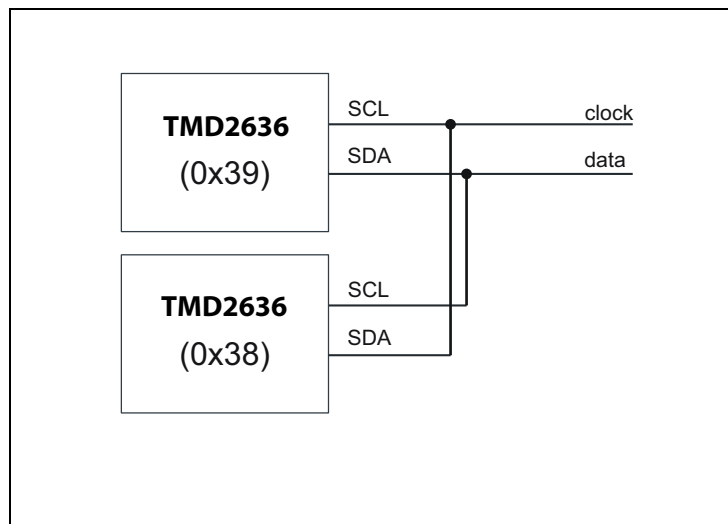 TMD2636
(0x39)
SCL
clock
SDA
data
TMD2636
(0x38)
SCL
SDA